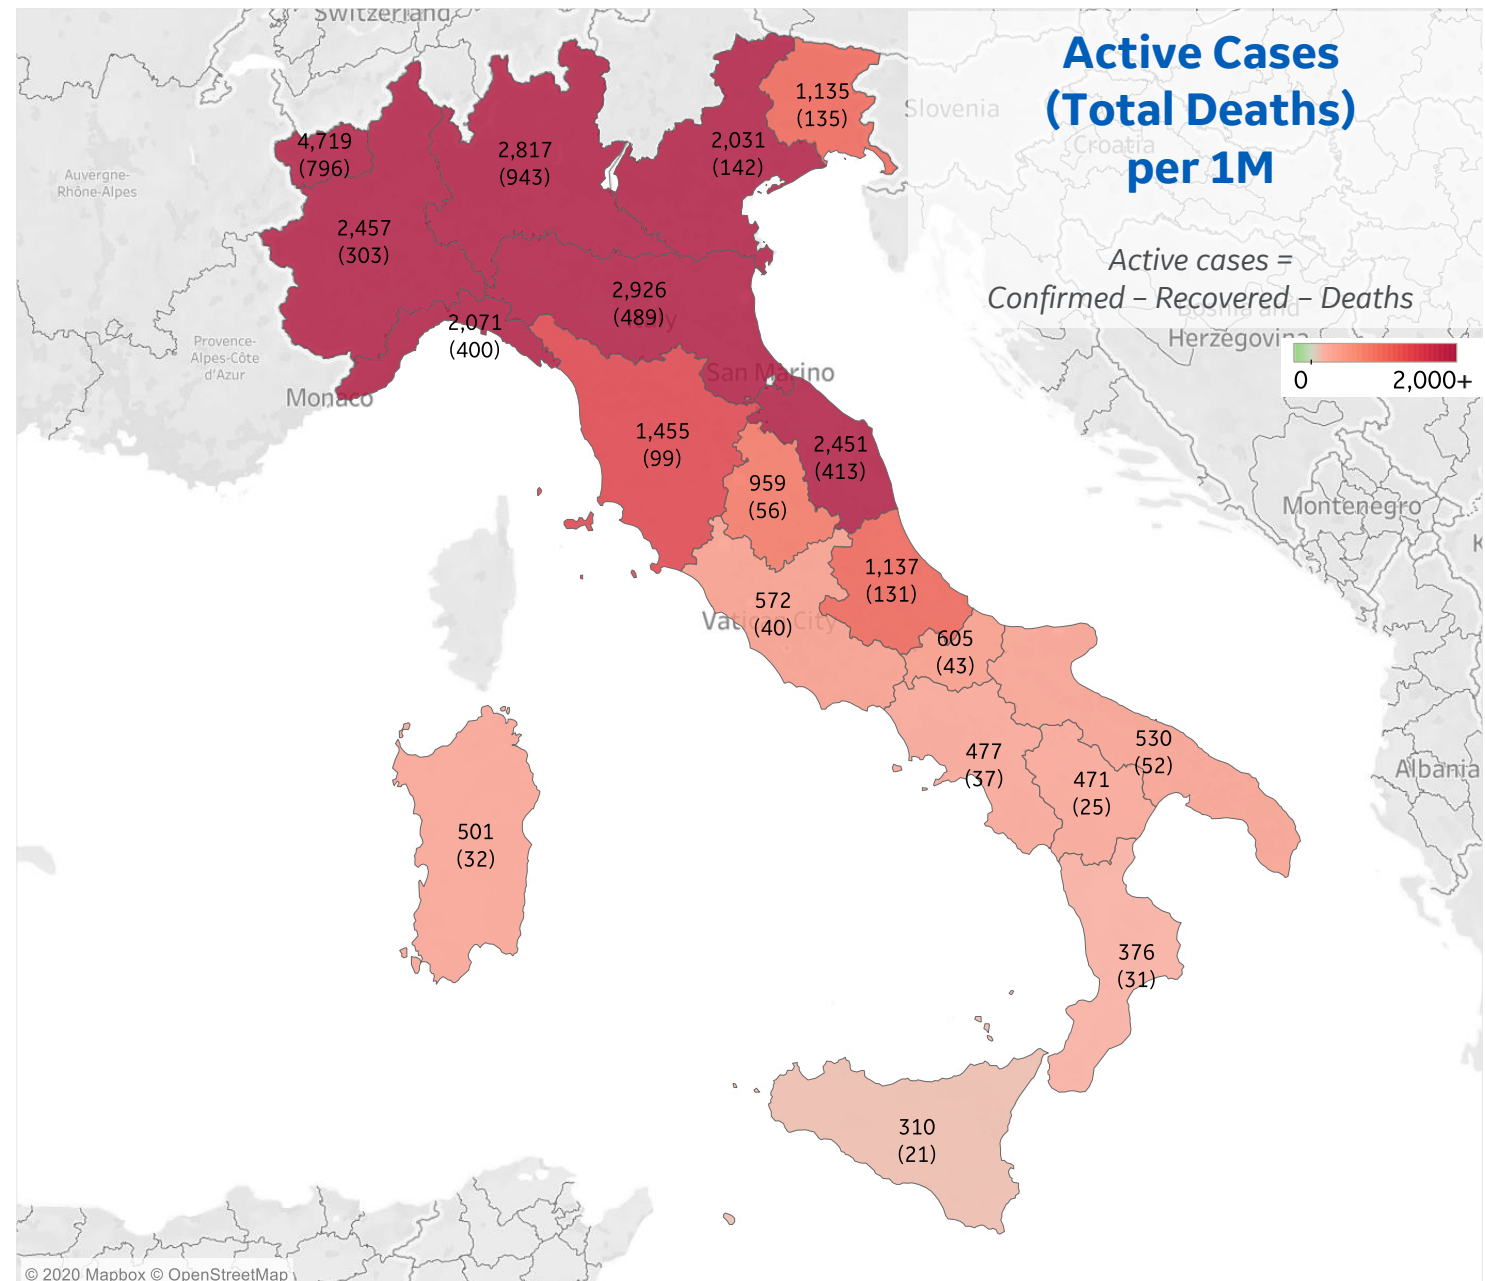 Switzerland
Active Cases
(Total Deaths)
per 1M
Active cases =
Confirmed – Recovered – Deaths
0
2,000+
Slovenia
Croatia
Bosnia and
Herzegovina
Montenegro
K
Albania
Auvergne-
Rhône-Alpes
Provence-
Alpes-Côte
d'Azur
Monaco
San Marino
Vatican City
Italy
1,135
(135)
4,719
(796)
2,817
(943)
2,031
(142)
2,457
(303)
2,926
(489)
2,071
(400)
1,455
(99)
2,451
(413)
959
(56)
1,137
(131)
572
(40)
605
(43)
530
(52)
477
(37)
471
(25)
501
(32)
376
(31)
310
(21)
© 2020 Mapbox © OpenStreetMap